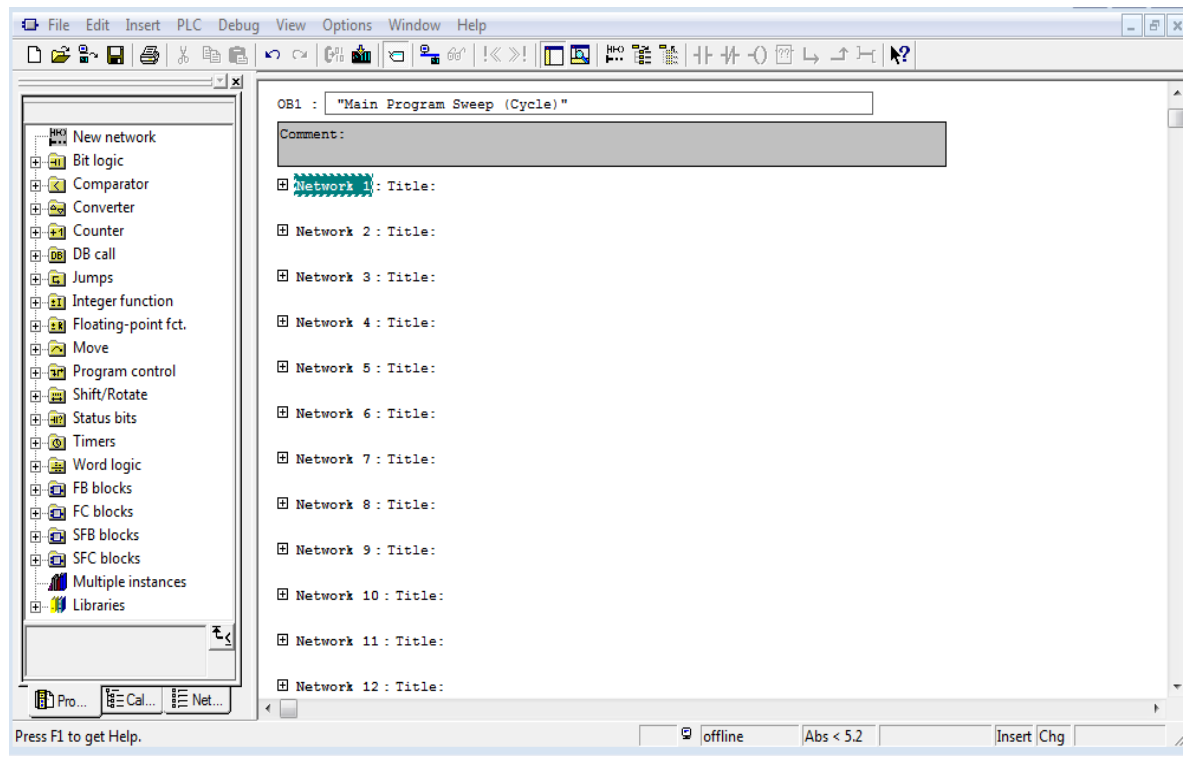 File Edit Insert PLC Debug View Options Window Help
OB1 : "Main Program Sweep (Cycle)"
Comment:
New network
Bit logic
Comparator
Converter
Counter
DB call
Jumps
Integer function
Floating-point fct.
Move
Program control
Shift/Rotate
Status bits
Timers
Word logic
FB blocks
FC blocks
SFB blocks
SFC blocks
Multiple instances
Libraries
Pro... Cal... Net...
Network 1 : Title:
Network 2 : Title:
Network 3 : Title:
Network 4 : Title:
Network 5 : Title:
Network 6 : Title:
Network 7 : Title:
Network 8 : Title:
Network 9 : Title:
Network 10 : Title:
Network 11 : Title:
Network 12 : Title:
Press F1 to get Help. offline Abs < 5.2 Insert Chg